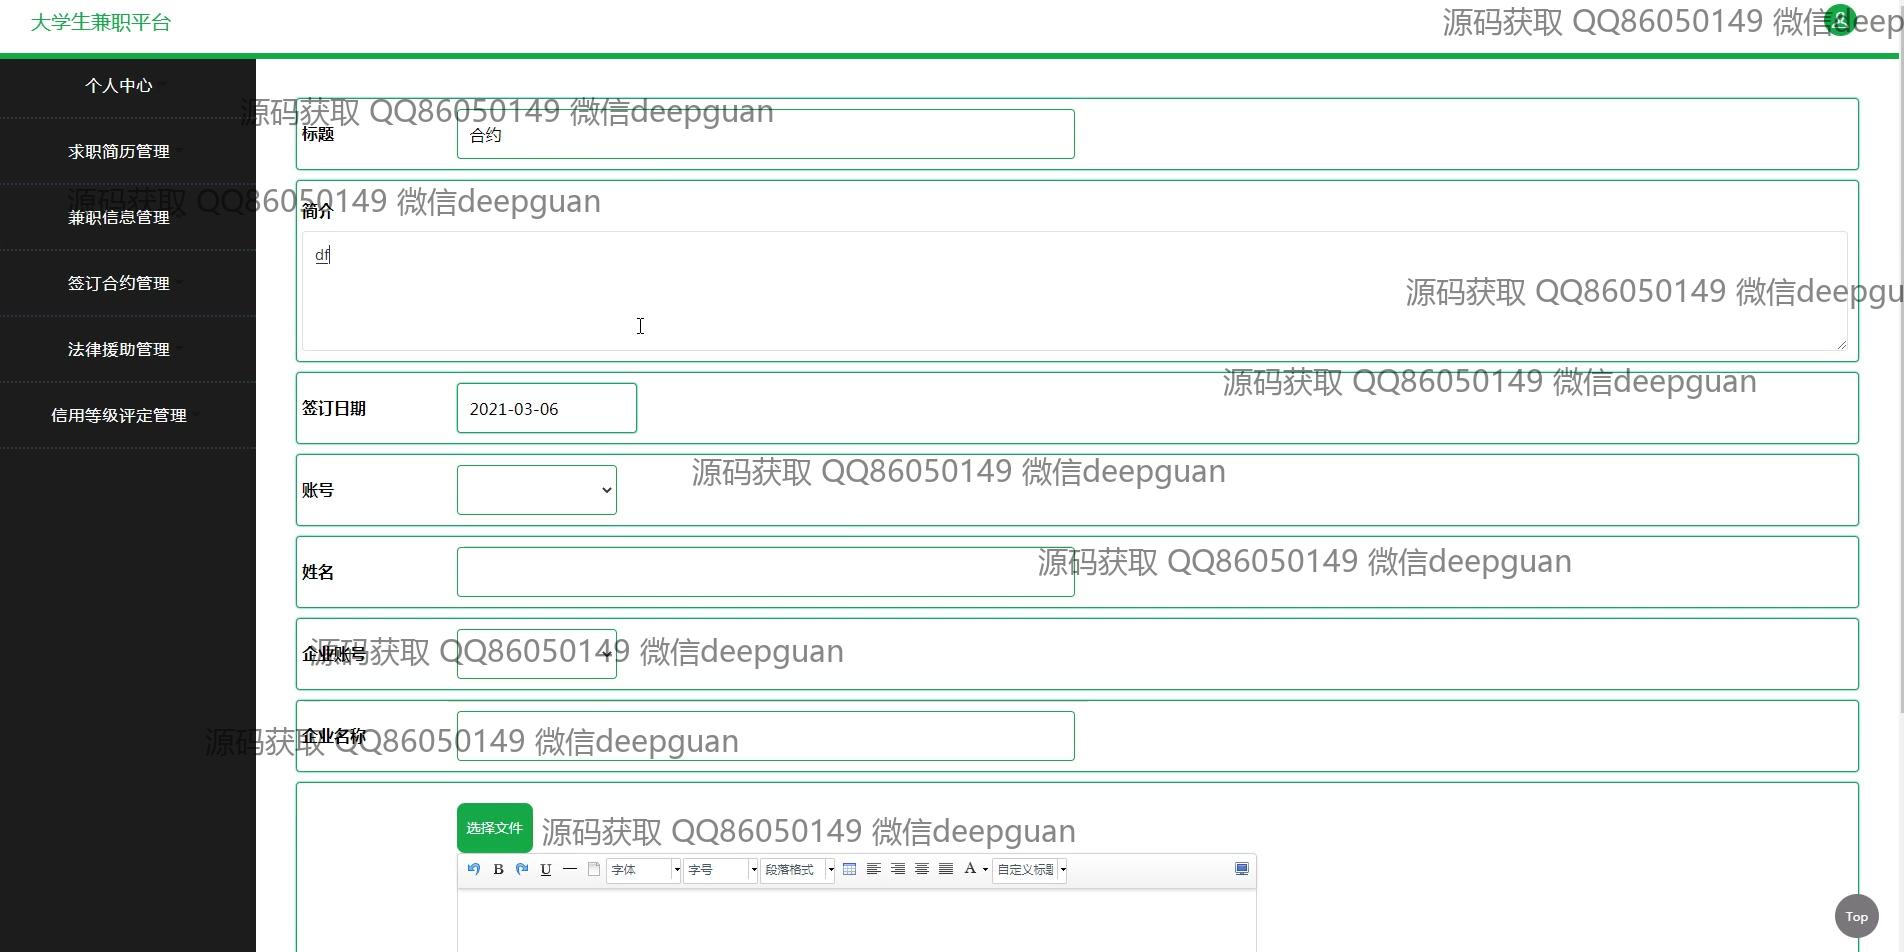 大学生兼职平台
源码获取 QQ86050149 微信deep
个人中心
源码获取 QQ86050149 微信deepguan
标题
合约
求职简历管理
源码获取 QQ86050149 微信deepguan
兼职信息管理
简介
df
签订合约管理
源码获取 QQ86050149 微信deepgu
法律援助管理
源码获取 QQ86050149 微信deepguan
签订日期
2021-03-06
信用等级评定管理
源码获取 QQ86050149 微信deepguan
账号
源码获取 QQ86050149 微信deepguan
姓名
源码获取 QQ86050149 微信deepguan
企业账号
源码获取 QQ86050149 微信deepguan
企业名称
选择文件
源码获取 QQ86050149 微信deepguan
B U 字体 字号 段落格式 A 自定义标题
Top